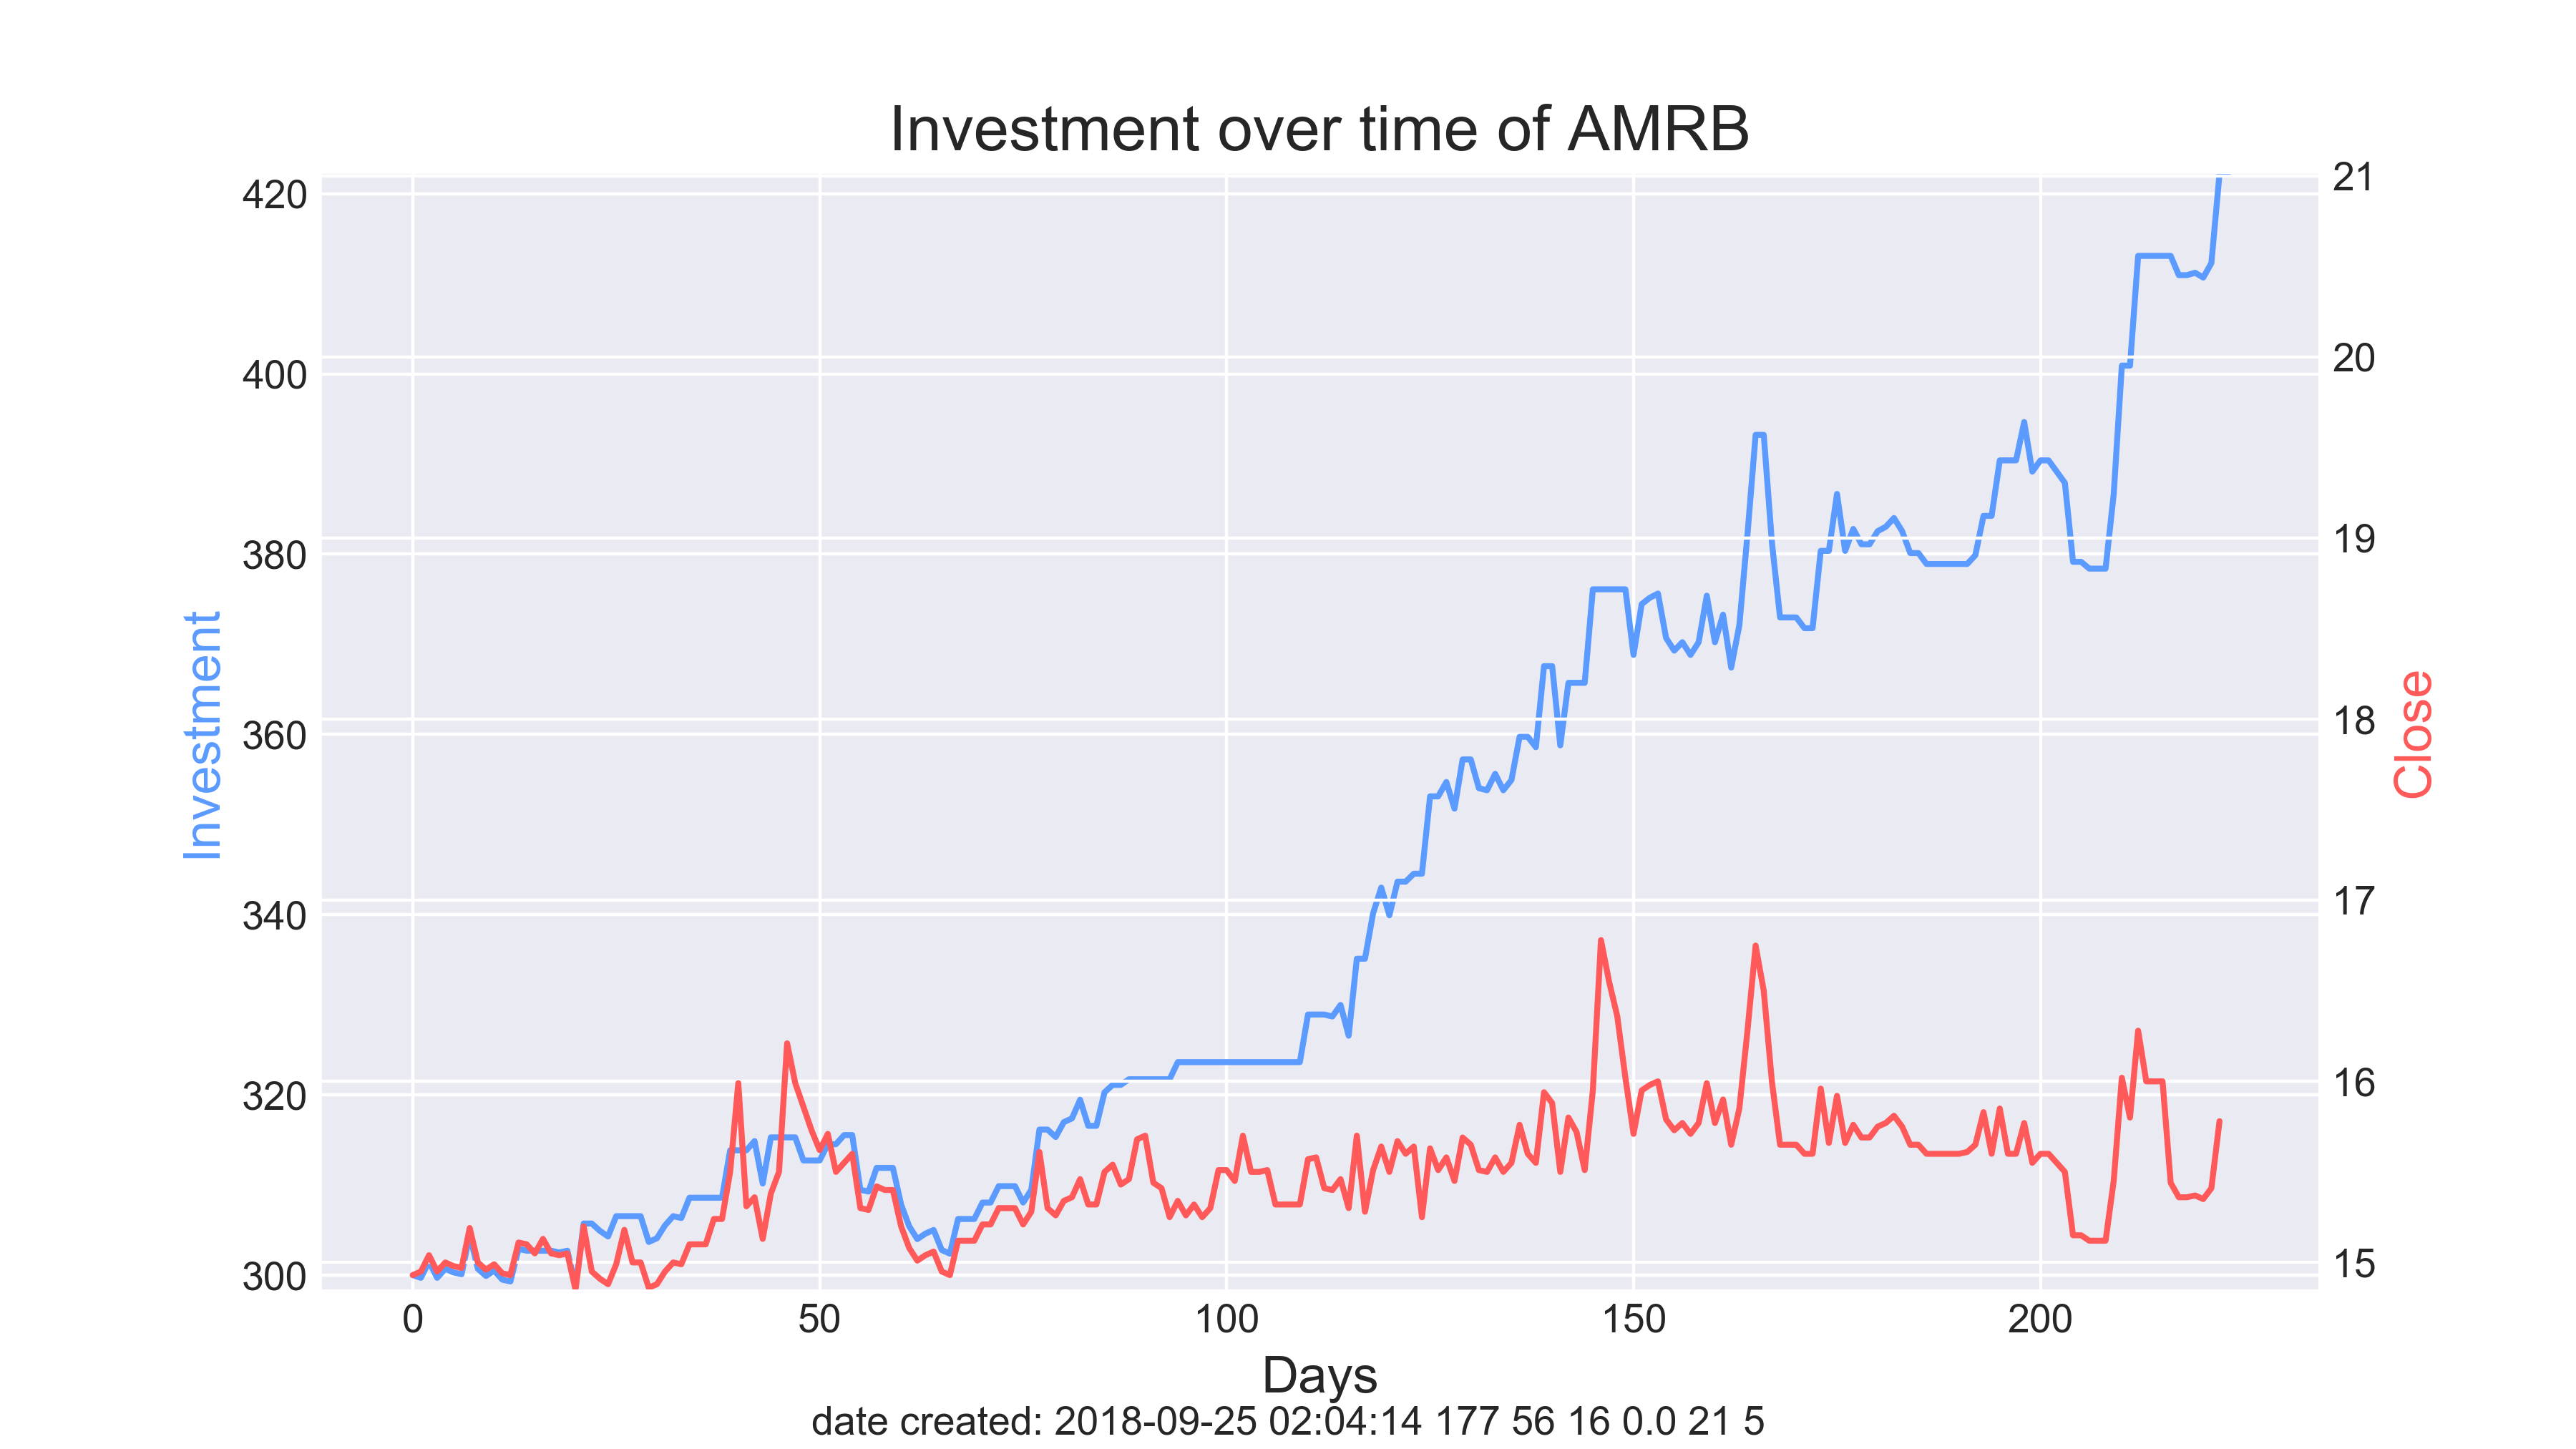 Investment over time of AMRB
420
400
380
360
340
320
300
Investment
21
20
19
18
17
16
15
Close
0 50 100 150 200
Days
date created: 2018-09-25 02:04:14 177 56 16 0.0 21 5